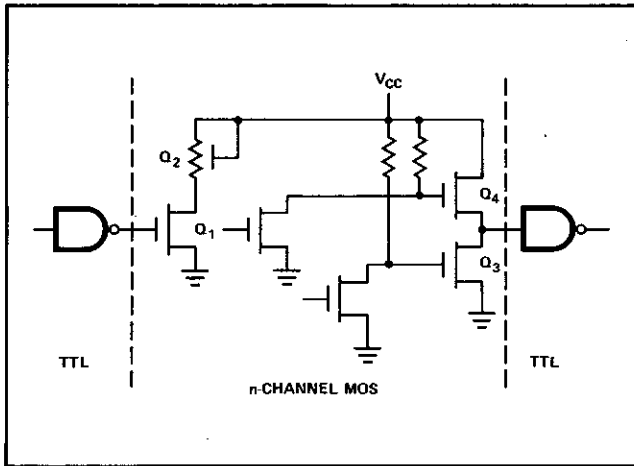 VCC
Q2
Q4
Q1
Q3
TTL
TTL
n-CHANNEL MOS